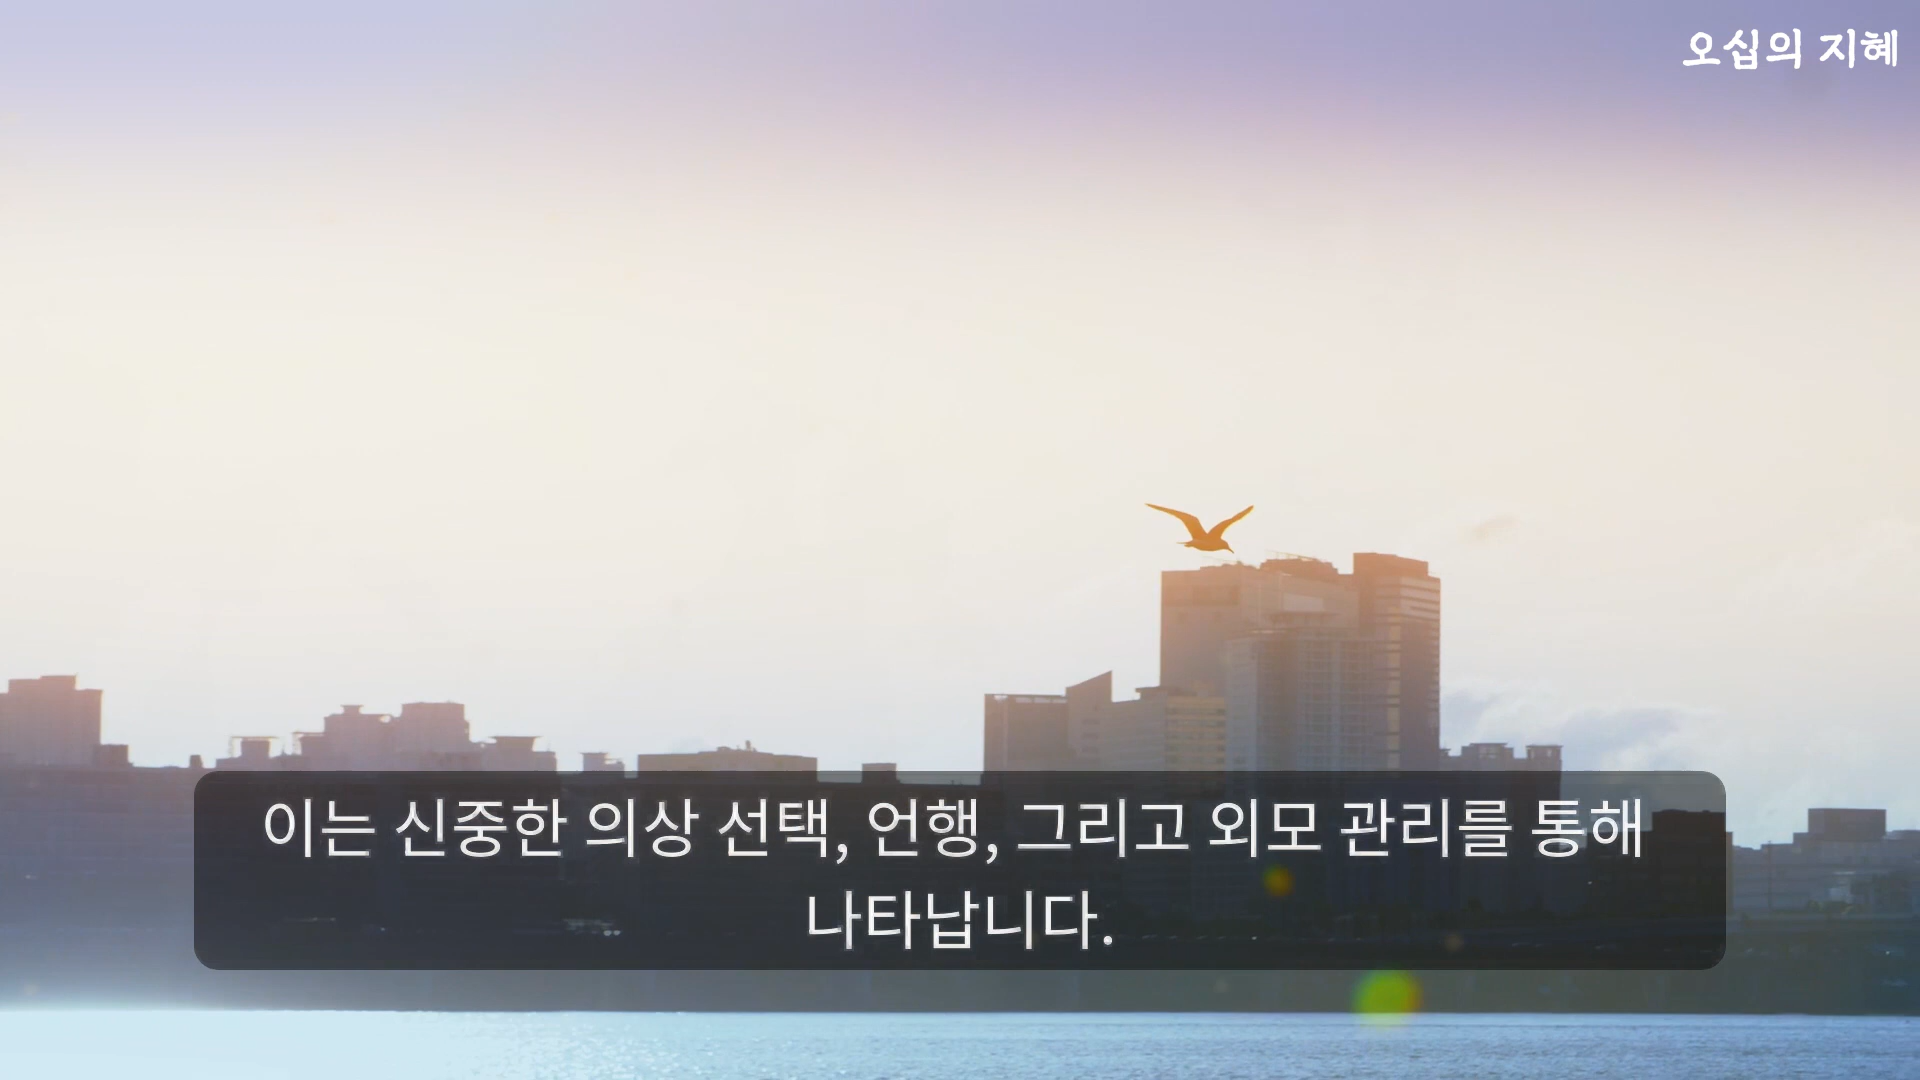 오십의 지혜
이는 신중한 의상 선택, 언행, 그리고 외모 관리를 통해
나타납니다.